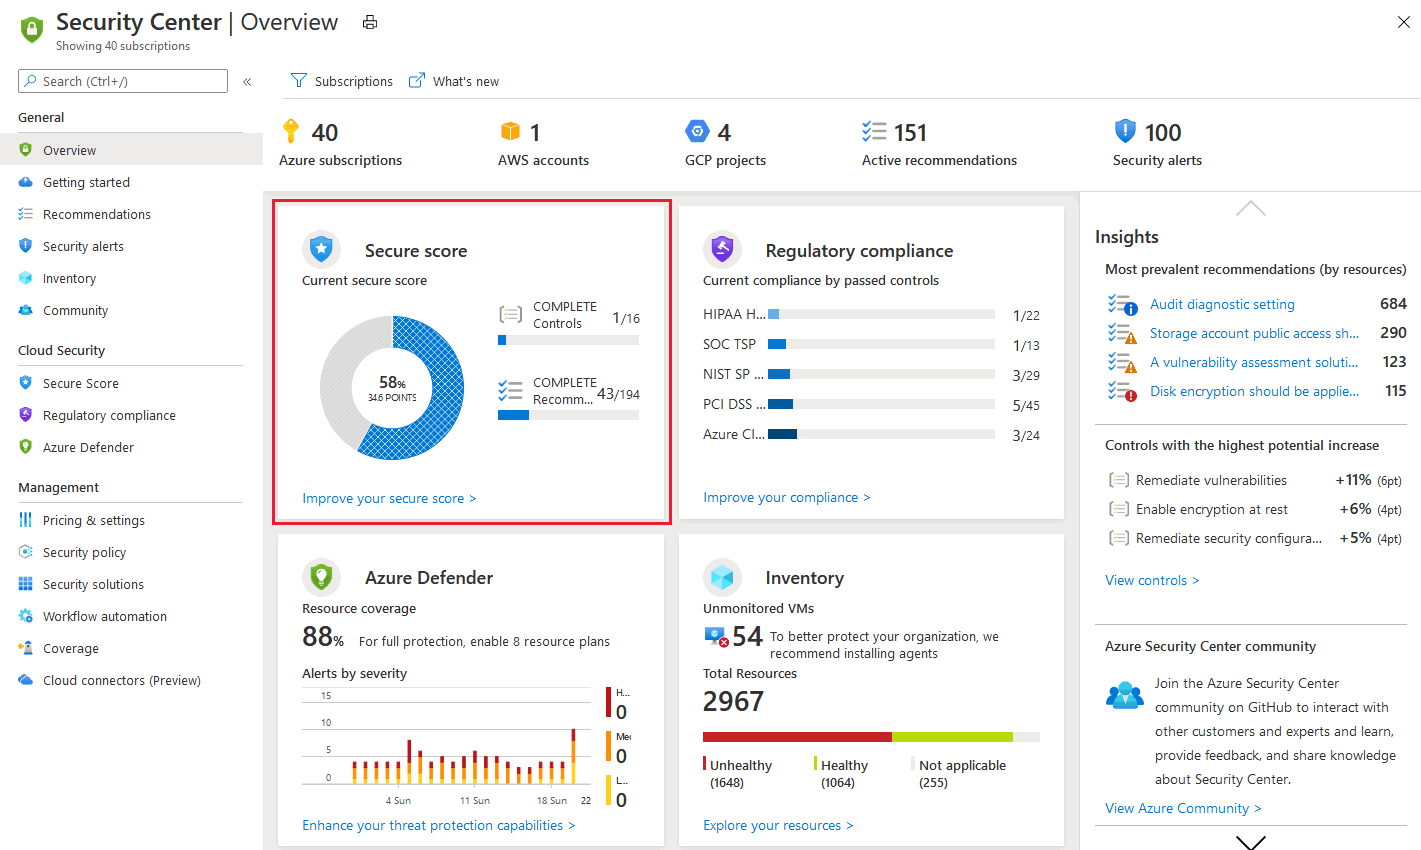 Security Center | Overview
Showing 40 subscriptions
Search (Ctrl+/)
«
Subscriptions
What's new
General
Overview
Getting started
Recommendations
Security alerts
Inventory
Community
Cloud Security
Secure Score
Regulatory compliance
Azure Defender
Management
Pricing & settings
Security policy
Security solutions
Workflow automation
Coverage
Cloud connectors (Preview)
40
Azure subscriptions
1
AWS accounts
4
GCP projects
151
Active recommendations
100
Security alerts
Secure score
Current secure score
58%
34.6 POINTS
COMPLETE
Controls
1/16
COMPLETE
Recomm... 43/194
Improve your secure score >
Regulatory compliance
Current compliance by passed controls
HIPAA H... 1/22
SOC TSP 1/13
NIST SP ... 3/29
PCI DSS ... 5/45
Azure CI... 3/24
Improve your compliance >
Azure Defender
Resource coverage
88% For full protection, enable 8 resource plans
Alerts by severity
15
10
5
0
4 Sun 11 Sun 18 Sun 22
H...
0
Me
0
L...
0
Enhance your threat protection capabilities >
Inventory
Unmonitored VMs
54 To better protect your organization, we
recommend installing agents
Total Resources
2967
Unhealthy
(1648)
Healthy
(1064)
Not applicable
(255)
Explore your resources >
Insights
Most prevalent recommendations (by resources)
Audit diagnostic setting 684
Storage account public access sh... 290
A vulnerability assessment soluti... 123
Disk encryption should be applie... 115
Controls with the highest potential increase
Remediate vulnerabilities +11% (6pt)
Enable encryption at rest +6% (4pt)
Remediate security configura... +5% (4pt)
View controls >
Azure Security Center community
Join the Azure Security Center
community on GitHub to interact with
other customers and experts and learn,
provide feedback, and share knowledge
about Security Center.
View Azure Community >